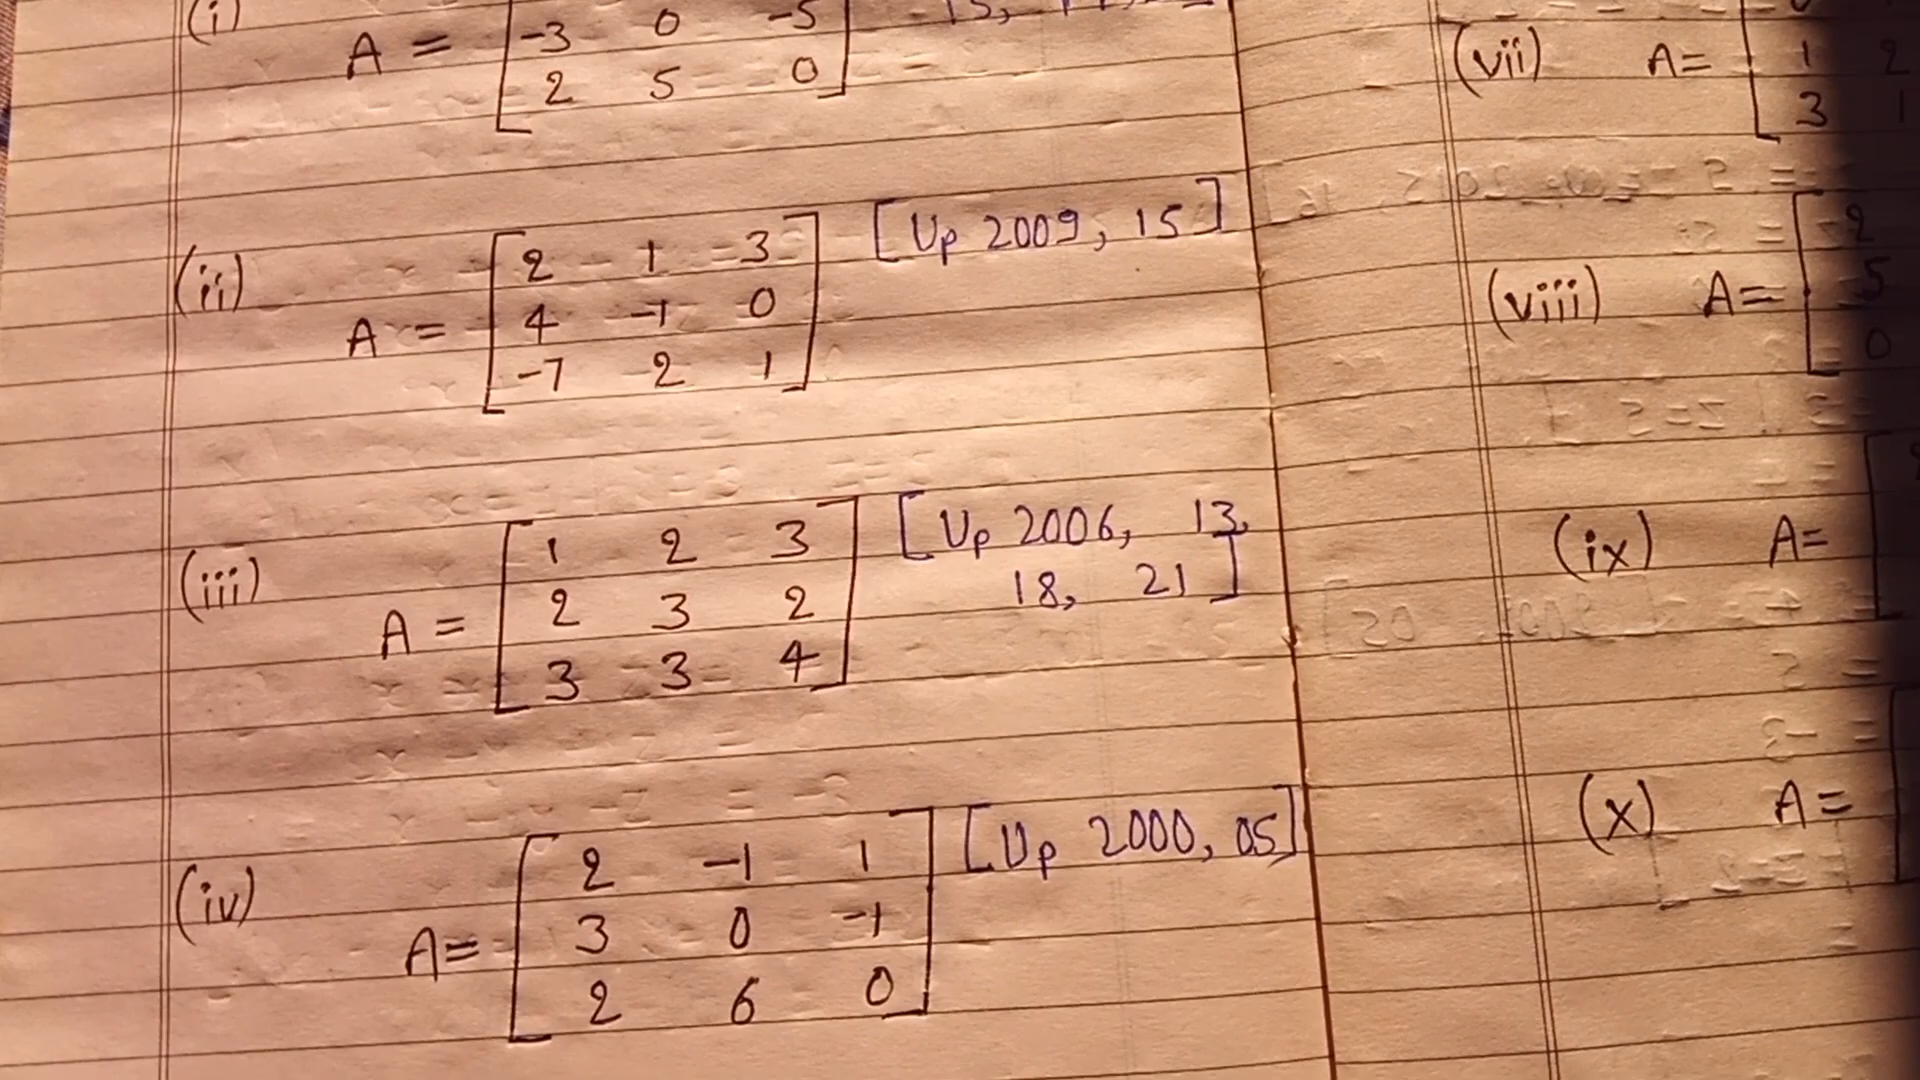 (i)
A = [ -3 0 -5
2 5 0 ]
(ii)
A = [ 2 1 3
4 -1 0
-7 2 1 ] [Up 2009, 15]
(iii)
A = [ 1 2 3
2 3 2
3 3 4 ] [Up 2006, 13,
18, 21]
(iv)
A= [ 2 -1 1
3 0 -1
2 6 0 ] [Up 2000, 05]
(vii) A= [
1 2
3 1
(viii) A= [
0
(ix) A= [
(x) A= [